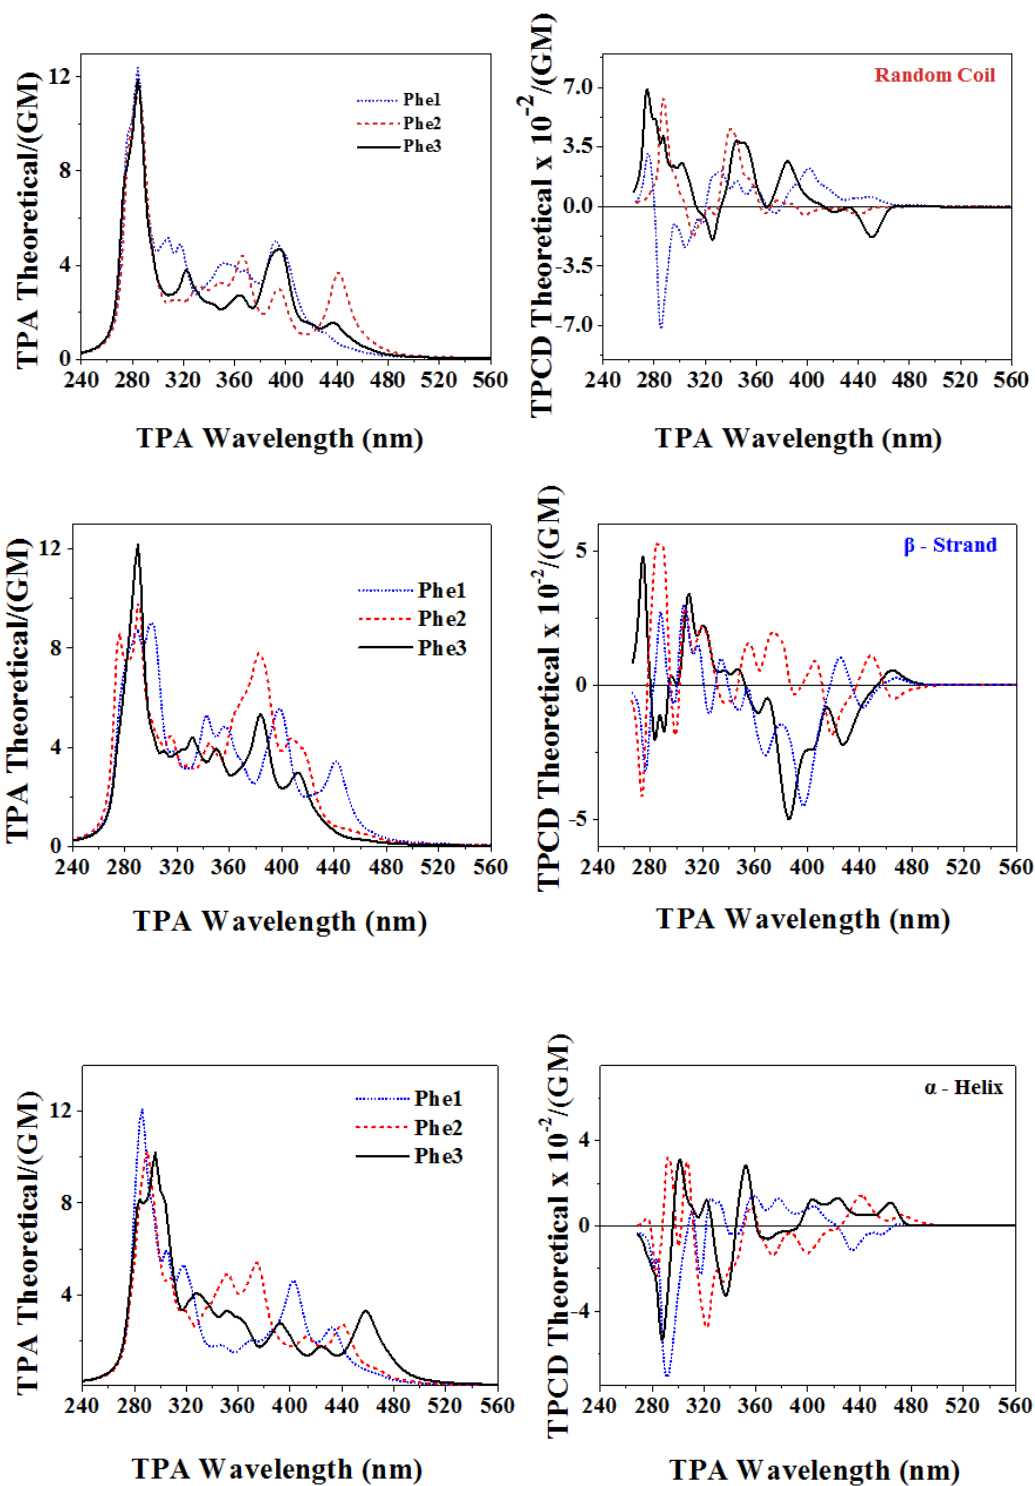 TPA Theoretical/(GM)
12
8
4
0
Phe1
Phe2
Phe3
240 280 320 360 400 440 480 520 560
TPA Wavelength (nm)
TPCD Theoretical x 10⁻²/(GM)
7.0
3.5
0.0
-3.5
-7.0
Random Coil
240 280 320 360 400 440 480 520 560
TPA Wavelength (nm)
TPA Theoretical/(GM)
12
8
4
0
Phe1
Phe2
Phe3
240 280 320 360 400 440 480 520 560
TPA Wavelength (nm)
TPCD Theoretical x 10⁻²/(GM)
5
0
-5
β - Strand
240 280 320 360 400 440 480 520 560
TPA Wavelength (nm)
TPA Theoretical/(GM)
12
8
4
Phe1
Phe2
Phe3
240 280 320 360 400 440 480 520 560
TPA Wavelength (nm)
TPCD Theoretical x 10⁻²/(GM)
4
0
-4
α - Helix
240 280 320 360 400 440 480 520 560
TPA Wavelength (nm)